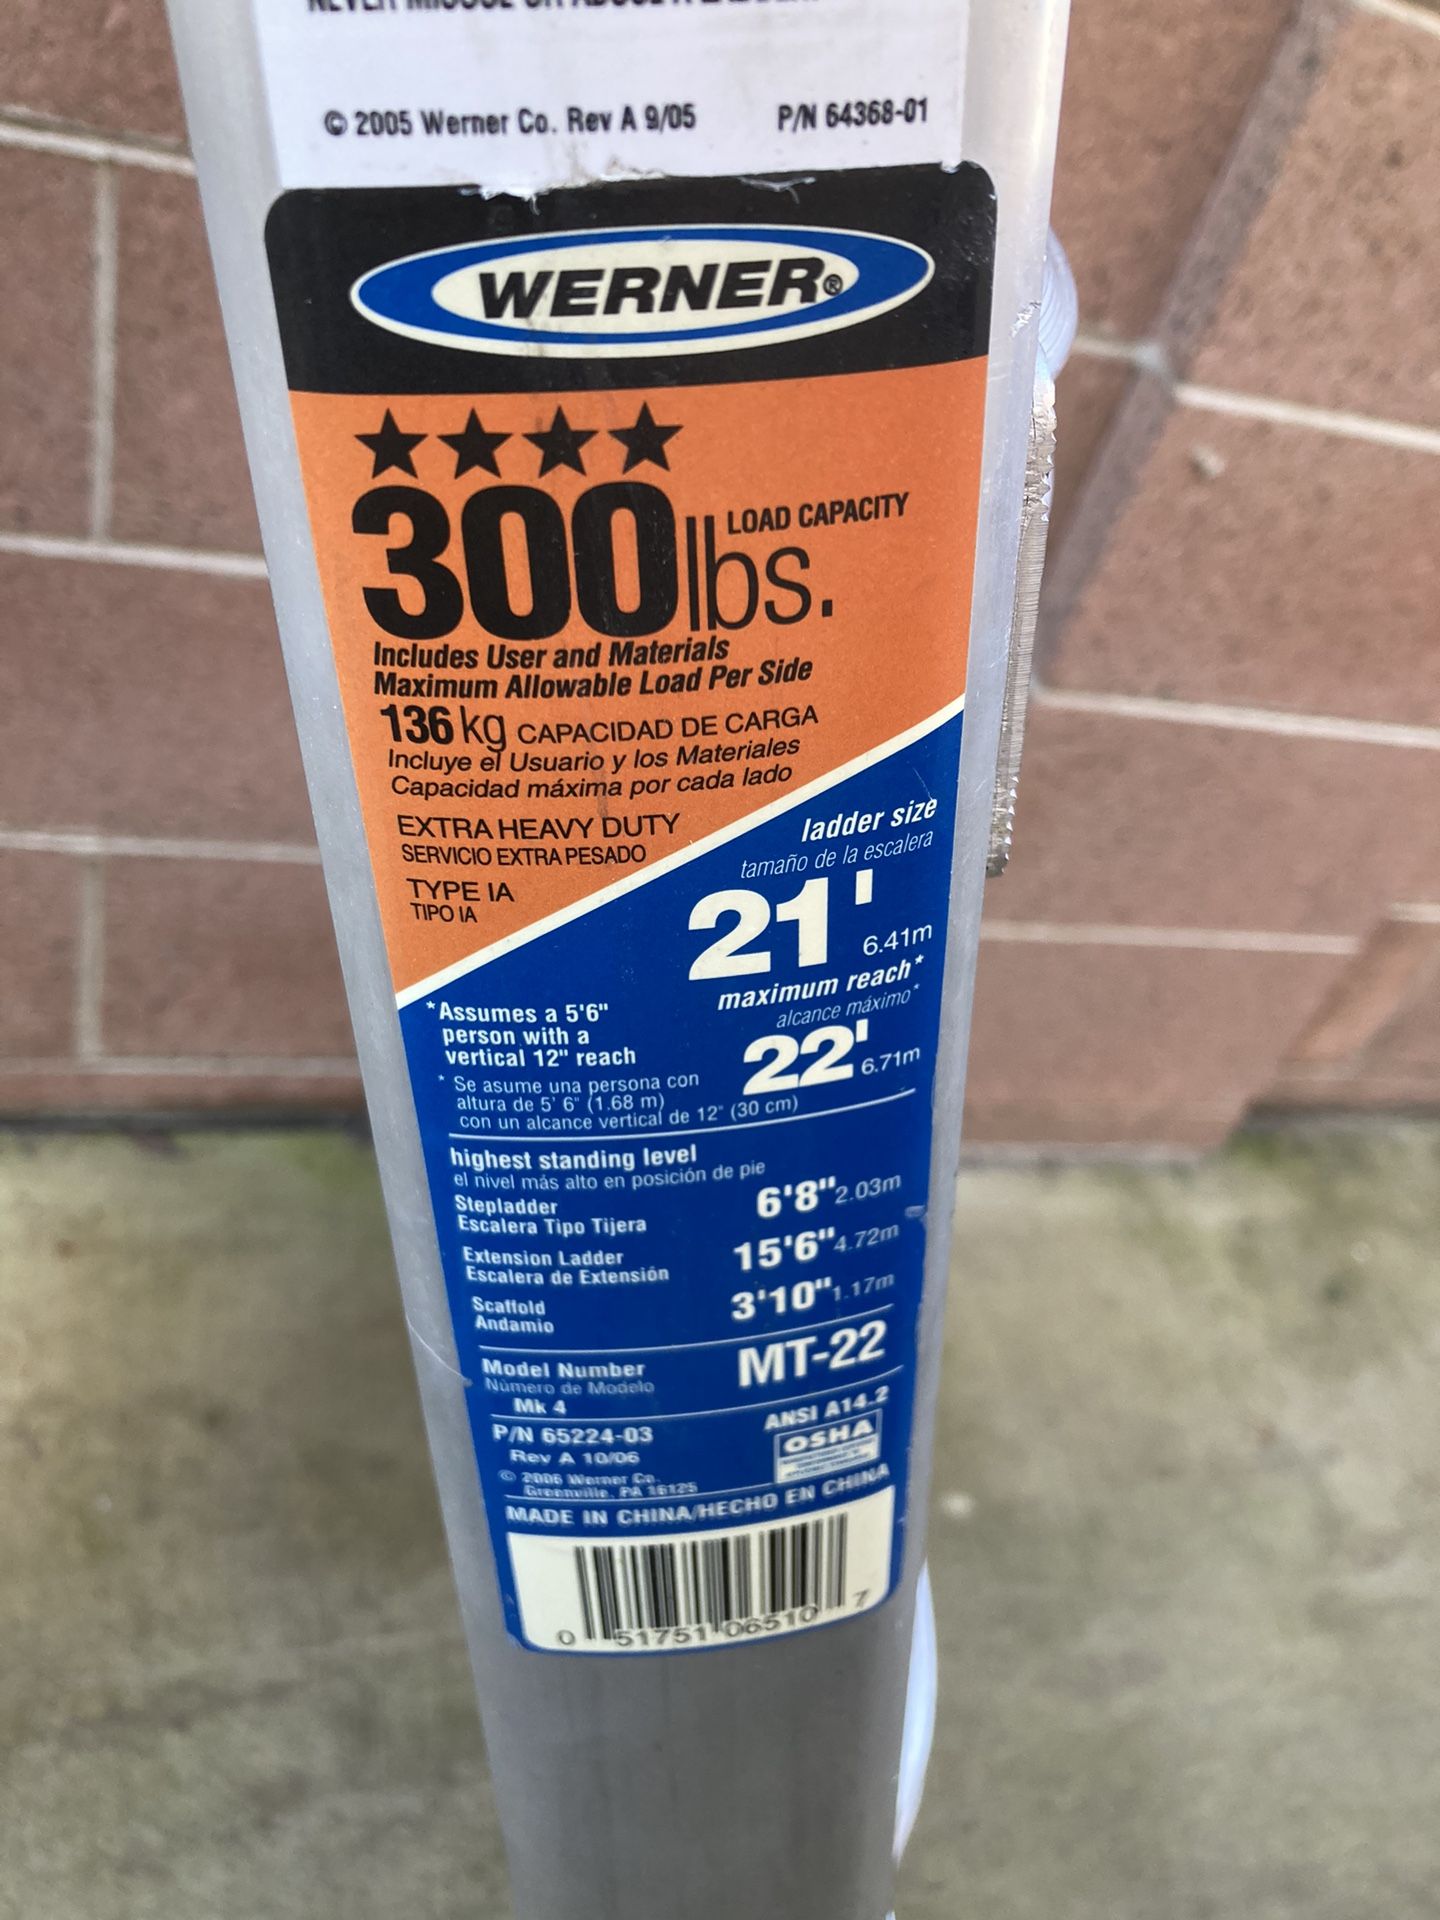 © 2005 Werner Co. Rev A 9/05 P/N 64368-01
WERNER®
300 lbs. LOAD CAPACITY
Includes User and Materials
Maximum Allowable Load Per Side
136 kg CAPACIDAD DE CARGA
Incluye el Usuario y los Materiales
Capacidad máxima por cada lado
EXTRA HEAVY DUTY
SERVICIO EXTRA PESADO
TYPE IA
TIPO IA
ladder size
tamaño de la escalera
21' 6.41m
maximum reach*
alcance máximo*
22' 6.71m
*Assumes a 5'6"
person with a
vertical 12" reach
* Se asume una persona con
altura de 5' 6" (1.68 m)
con un alcance vertical de 12" (30 cm)
highest standing level
el nivel más alto en posición de pie
Stepladder 6'8" 2.03m
Escalera Tipo Tijera
Extension Ladder 15'6" 4.72m
Escalera de Extensión
Scaffold 3'10" 1.17m
Andamio
Model Number MT-22
Número de Modelo
Mk 4
P/N 65224-03
Rev A 10/06
© 2006 Werner Co.
Greenville, PA 16125
ANSI A14.2
OSHA
MADE IN CHINA/HECHO EN CHINA
0 51751 06510 7